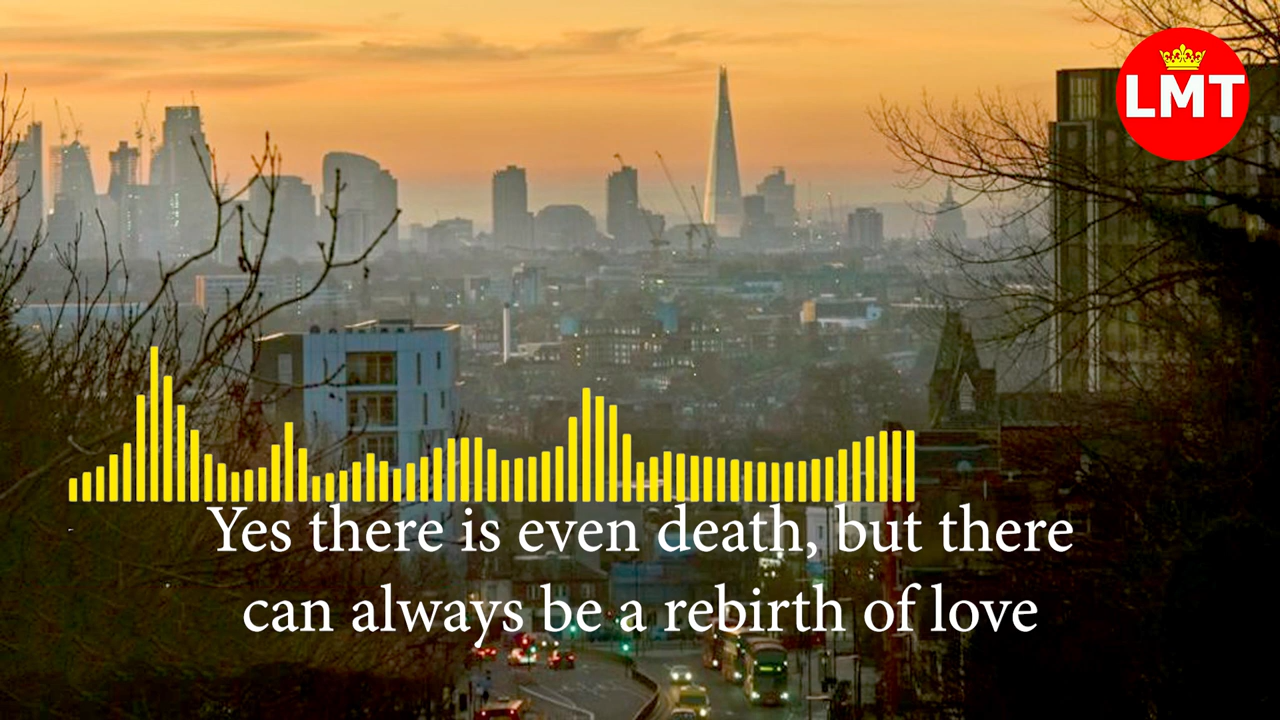 LMT
Yes there is even death, but there
can always be a rebirth of love